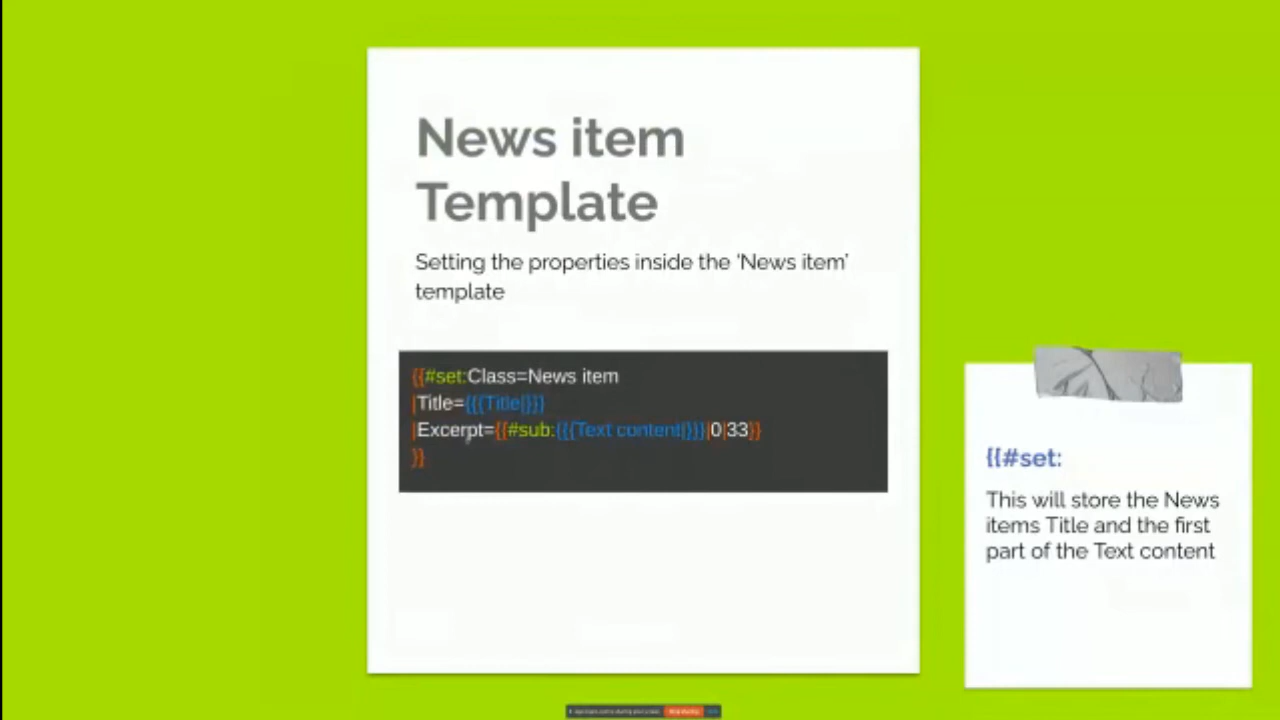 News item
Template
Setting the properties inside the 'News item'
template
{{#set:Class=News item
|Title={{{Title|}}}
|Excerpt={{#sub:{{{Text content|}}}|0|33}}
}}
{{#set:
This will store the News
items Title and the first
part of the Text content